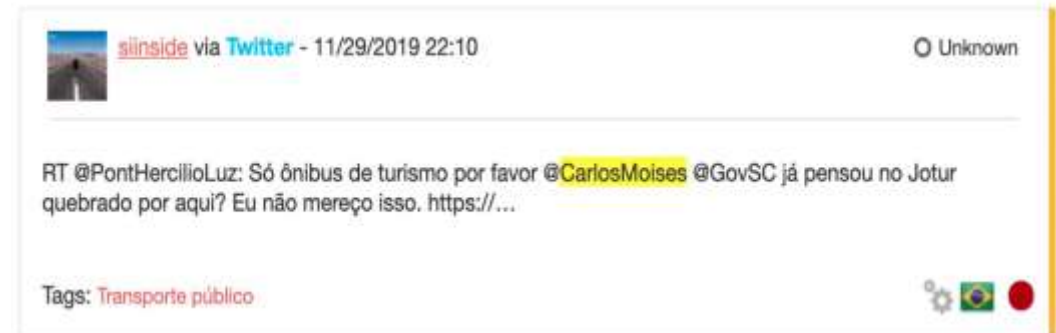 siinside via Twitter - 11/29/2019 22:10
Unknown
RT @PontHercilioLuz: Só ônibus de turismo por favor @CarlosMoises @GovSC já pensou no Jotur
quebrado por aqui? Eu não mereço isso. https://…
Tags: Transporte público